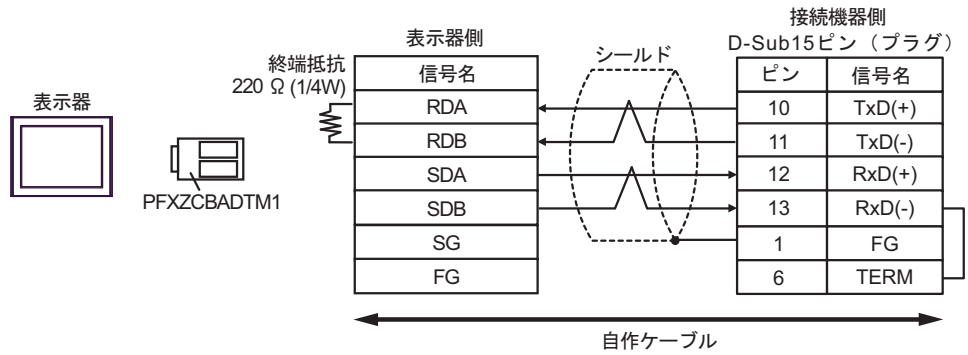 接続機器側
D-Sub15ピン（プラグ）
表示器側
シールド
終端抵抗
220 Ω (1/4W)
表示器
PFXZCBADTM1
信号名
RDA
RDB
SDA
SDB
SG
FG
ピン 信号名
10 TxD(+)
11 TxD(-)
12 RxD(+)
13 RxD(-)
1 FG
6 TERM
自作ケーブル